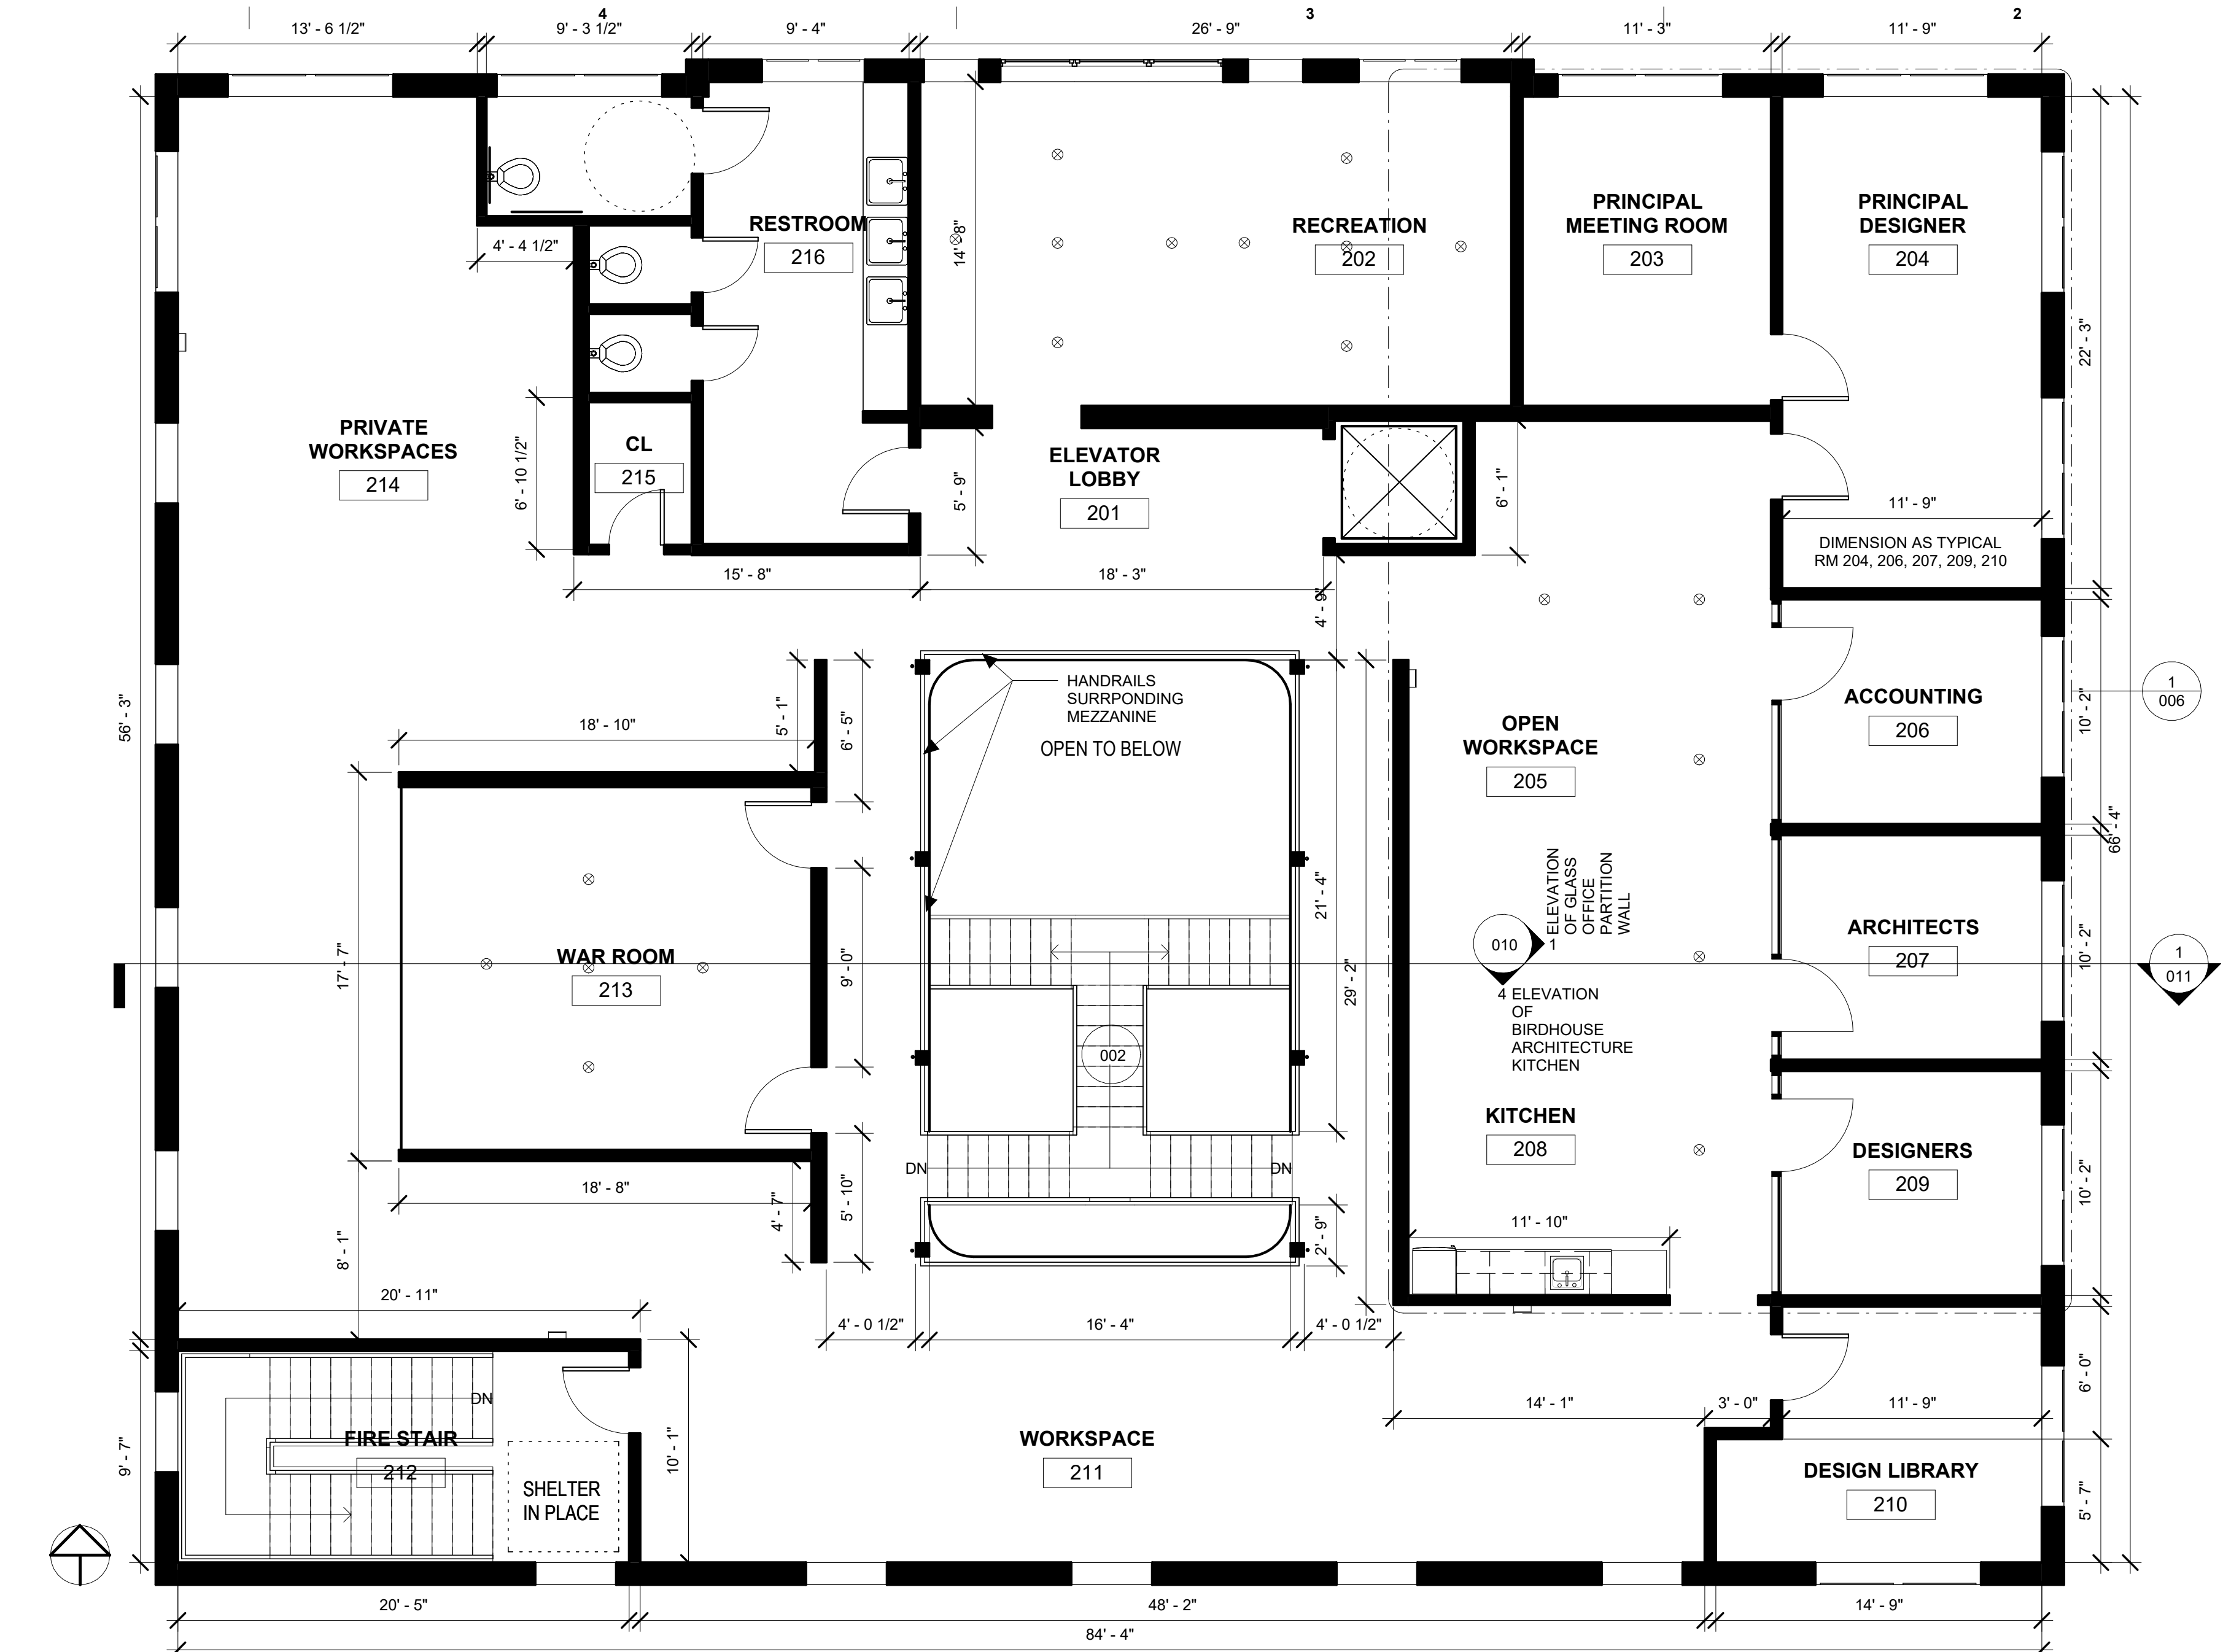 4
3
2
13' - 6 1/2"
9' - 3 1/2"
9' - 4"
26' - 9"
11' - 3"
11' - 9"
RESTROOM
216
4' - 4 1/2"
14' - 8"
RECREATION
202
PRINCIPAL
MEETING ROOM
203
PRINCIPAL
DESIGNER
204
22' - 3"
PRIVATE
WORKSPACES
214
6' - 10 1/2"
CL
215
5' - 9"
ELEVATOR
LOBBY
201
6' - 1"
11' - 9"
DIMENSION AS TYPICAL
RM 204, 206, 207, 209, 210
15' - 8"
18' - 3"
4' - 9"
56' - 3"
18' - 10"
5' - 1"
6' - 5"
HANDRAILS
SURRPONDING
MEZZANINE
OPEN TO BELOW
OPEN
WORKSPACE
205
ACCOUNTING
206
10' - 2"
1
006
66' - 4"
21' - 4"
29' - 2"
ELEVATION
OF GLASS
OFFICE
PARTITION
WALL
010
1
4 ELEVATION
OF
BIRDHOUSE
ARCHITECTURE
KITCHEN
ARCHITECTS
207
10' - 2"
1
011
17' - 7"
WAR ROOM
213
9' - 0"
002
KITCHEN
208
DESIGNERS
209
10' - 2"
DN
DN
18' - 8"
4' - 7"
5' - 10"
2' - 9"
11' - 10"
8' - 1"
20' - 11"
4' - 0 1/2"
16' - 4"
4' - 0 1/2"
6' - 0"
14' - 1"
3' - 0"
11' - 9"
DN
FIRE STAIR
212
SHELTER
IN PLACE
9' - 7"
10' - 1"
WORKSPACE
211
DESIGN LIBRARY
210
5' - 7"
20' - 5"
48' - 2"
14' - 9"
84' - 4"